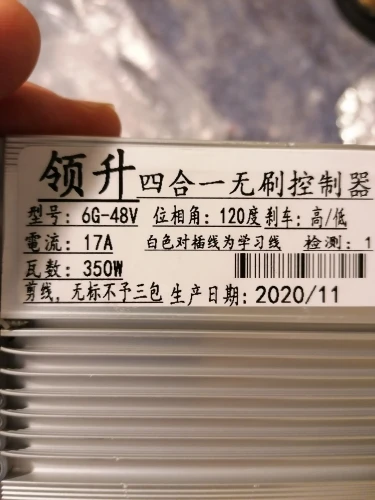 领升 四合一无刷控制器
型号: 6G-48V 位相角: 120度 刹车: 高/低
電流: 17A 白色对插线为学习线 检测: 1
瓦数: 350W
剪线，无标不予三包 生产日期: 2020/11